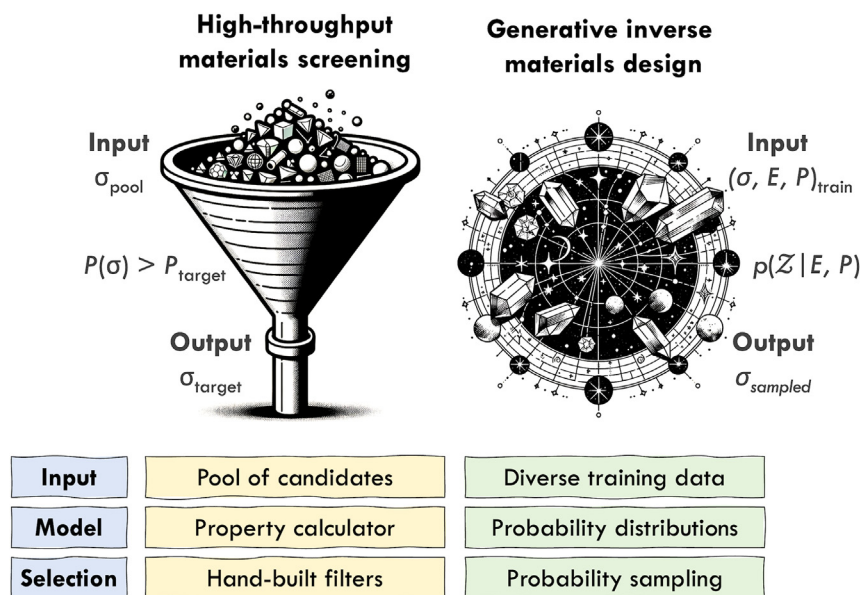 High-throughput
materials screening
Input
σpool
P(σ) > Ptarget
Output
σtarget
Generative inverse
materials design
Input
(σ, E, P)train
p(Z|E, P)
Output
σsampled
Input
Pool of candidates
Diverse training data
Model
Property calculator
Probability distributions
Selection
Hand-built filters
Probability sampling